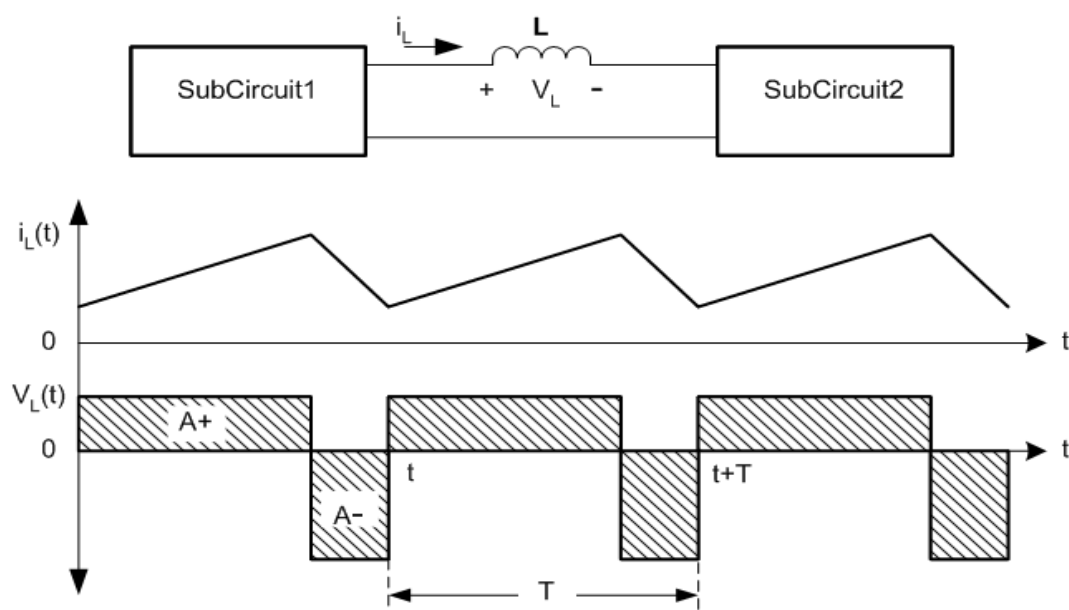 i_L L
SubCircuit1 + V_L - SubCircuit2
i_L(t)
0 t
V_L(t)
A+
0 t
t t+T
A-
T